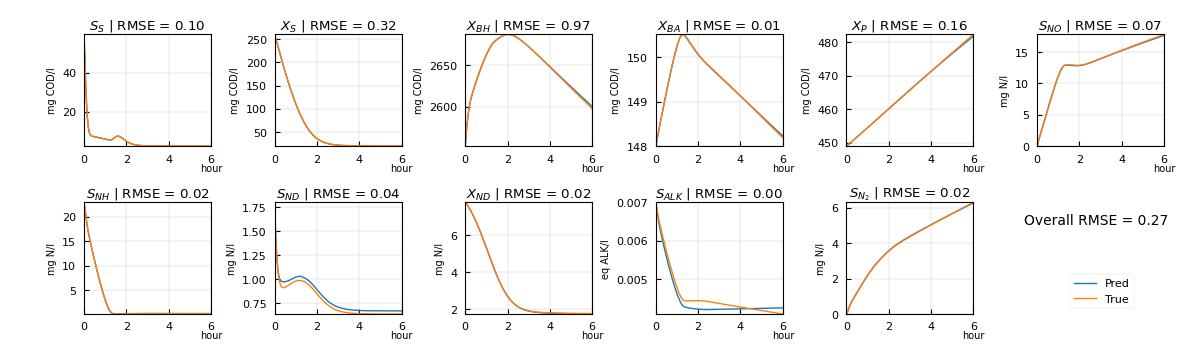 S_S | RMSE = 0.10
mg COD/l
40
20
0 2 4 6
hour
X_S | RMSE = 0.32
mg COD/l
250
200
150
100
50
0 2 4 6
hour
X_BH | RMSE = 0.97
mg COD/l
2650
2600
0 2 4 6
hour
X_BA | RMSE = 0.01
mg COD/l
150
149
148
0 2 4 6
hour
X_P | RMSE = 0.16
mg COD/l
480
470
460
450
0 2 4 6
hour
S_NO | RMSE = 0.07
mg N/l
15
10
5
0
0 2 4 6
hour
S_NH | RMSE = 0.02
mg N/l
20
15
10
5
0 2 4 6
hour
S_ND | RMSE = 0.04
mg N/l
1.75
1.50
1.25
1.00
0.75
0 2 4 6
hour
X_ND | RMSE = 0.02
mg N/l
6
4
2
0 2 4 6
hour
S_ALK | RMSE = 0.00
eq ALK/l
0.007
0.006
0.005
0 2 4 6
hour
S_N₂ | RMSE = 0.02
mg N/l
6
4
2
0
0 2 4 6
hour
Overall RMSE = 0.27
Pred
True